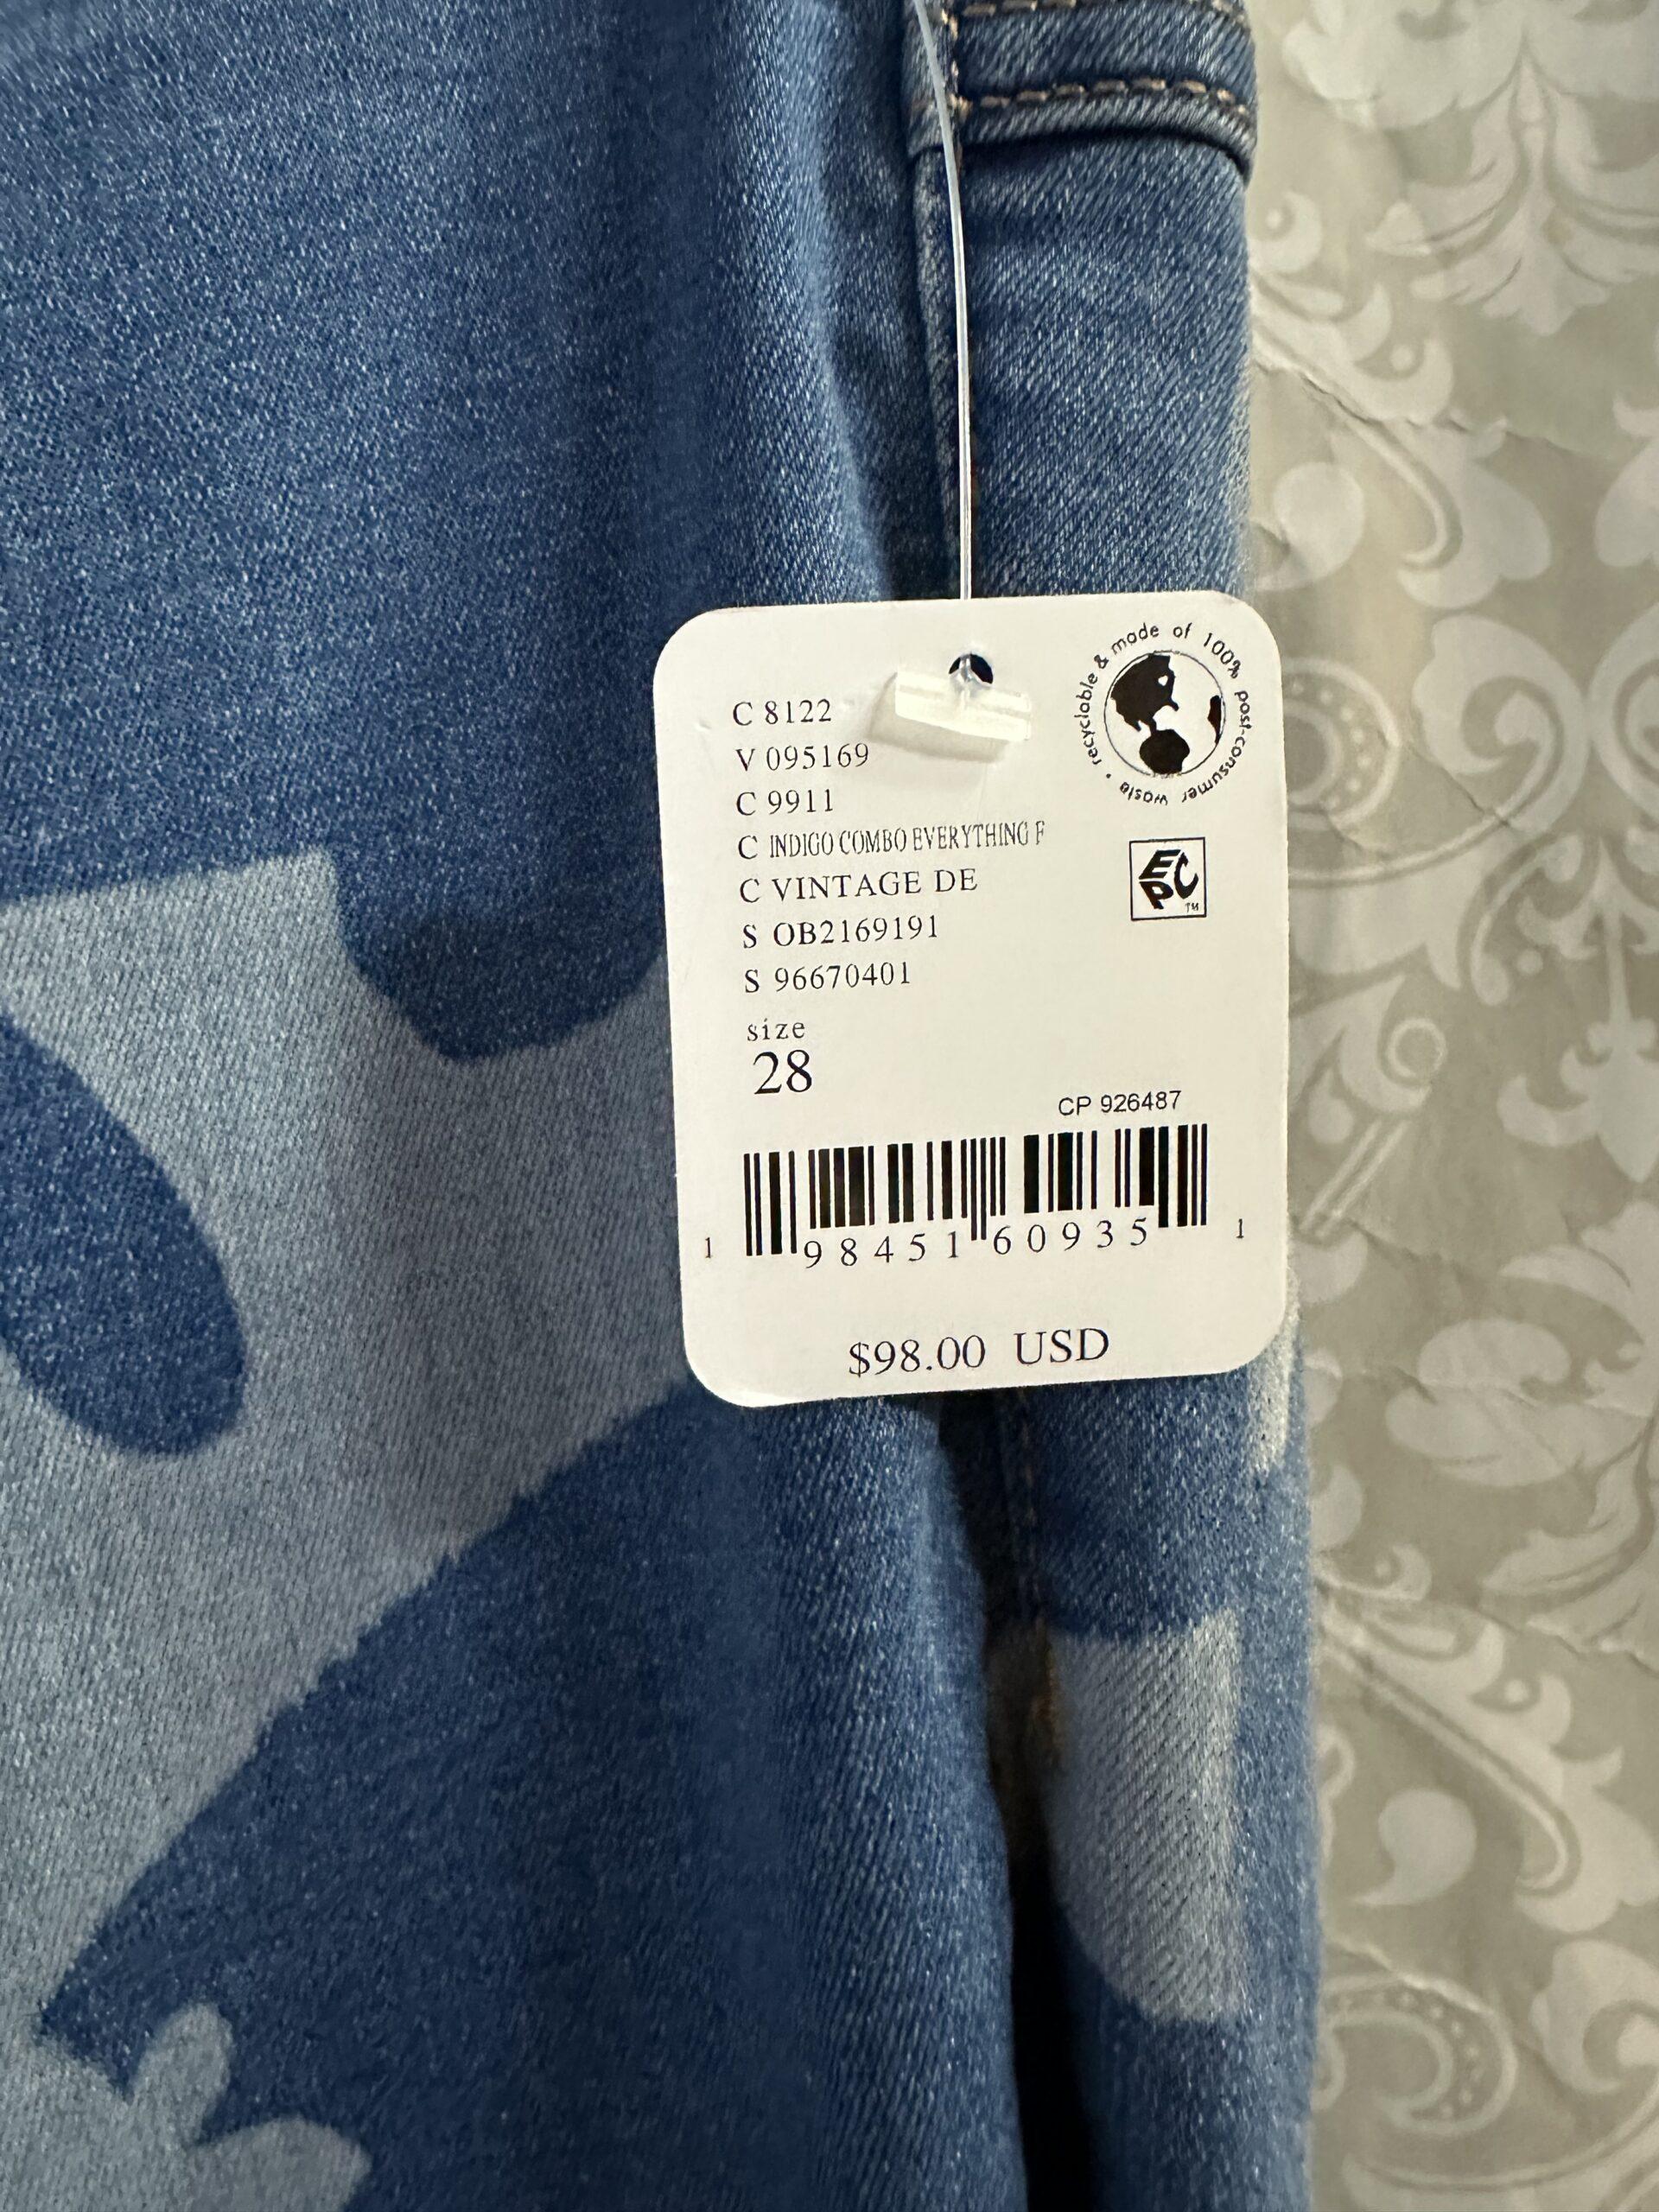 C 8122
V 095169
C 9911
C INDIGO COMBO EVERYTHING F
C VINTAGE DE
S OB2169191
S 96670401
size
28
recyclable & made of 100% post-consumer waste •
EPC TM
CP 926487
1 98451 60935 1
$98.00 USD